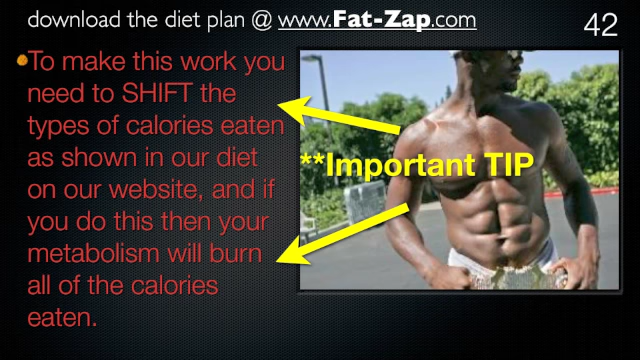 download the diet plan @ www.Fat-Zap.com
42
To make this work you
need to SHIFT the
types of calories eaten
as shown in our diet
on our website, and if
you do this then your
metabolism will burn
all of the calories
eaten.
**Important TIP